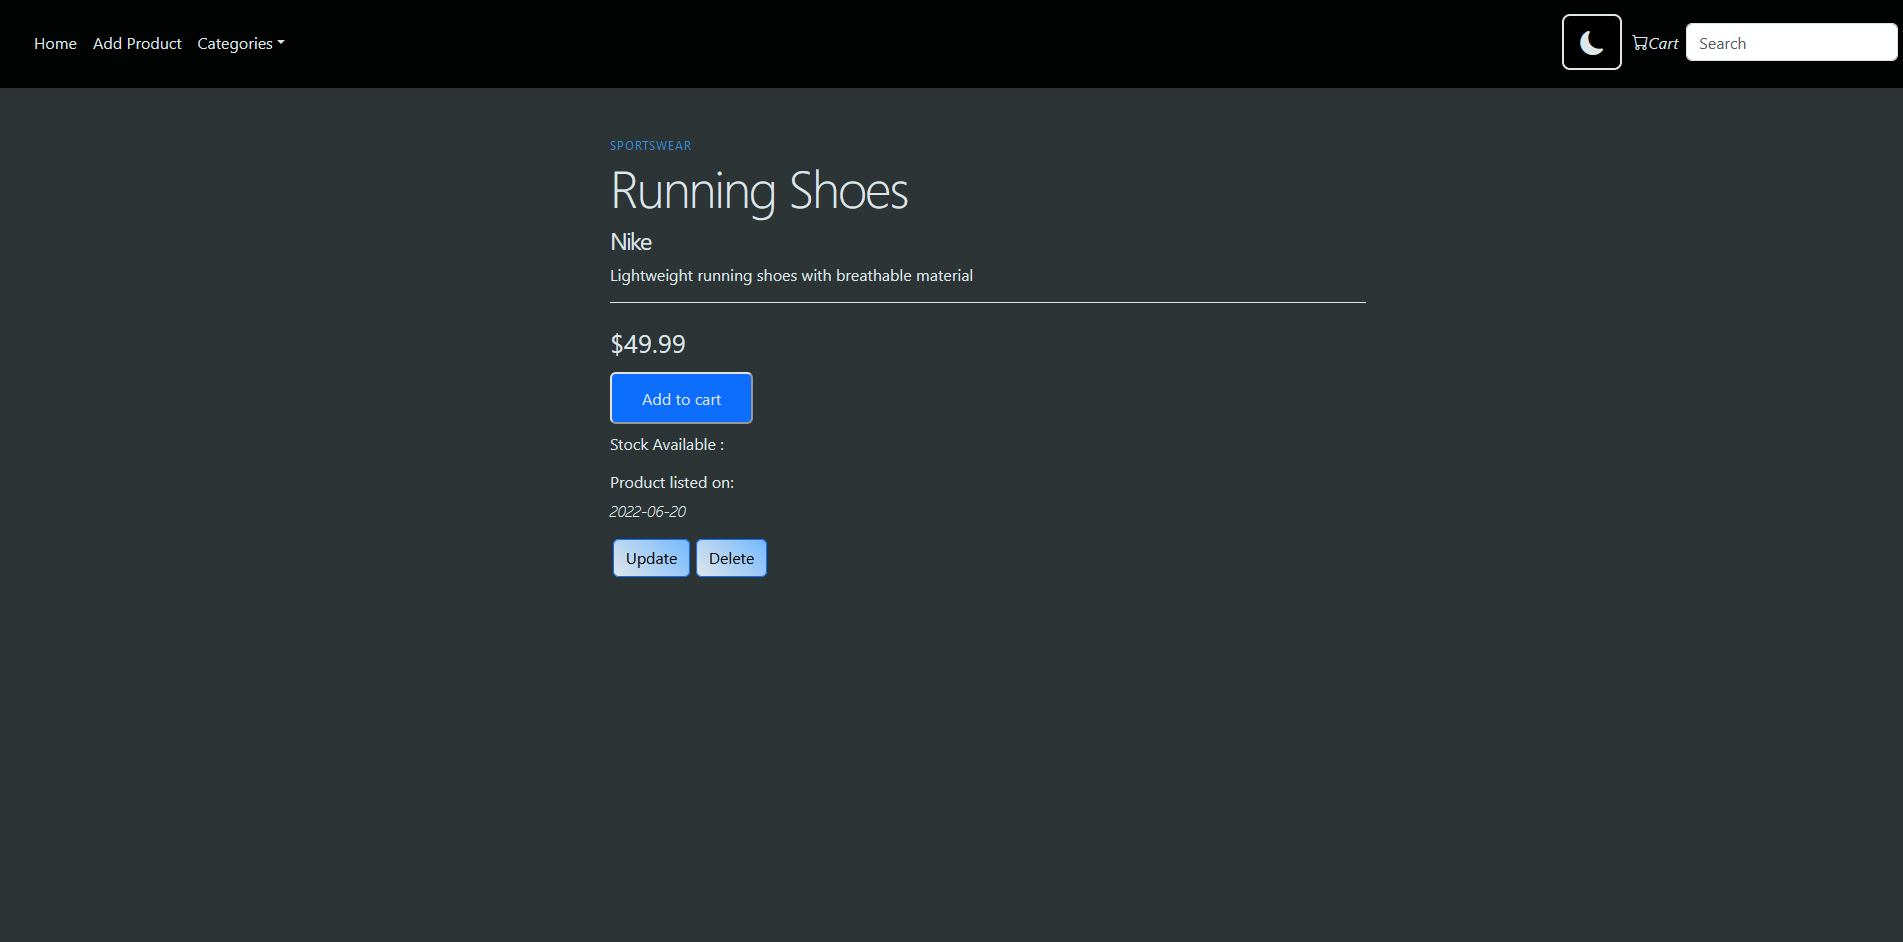 Home Add Product Categories Cart Search
SPORTSWEAR
Running Shoes
Nike
Lightweight running shoes with breathable material
$49.99
Add to cart
Stock Available :
Product listed on:
2022-06-20
Update Delete